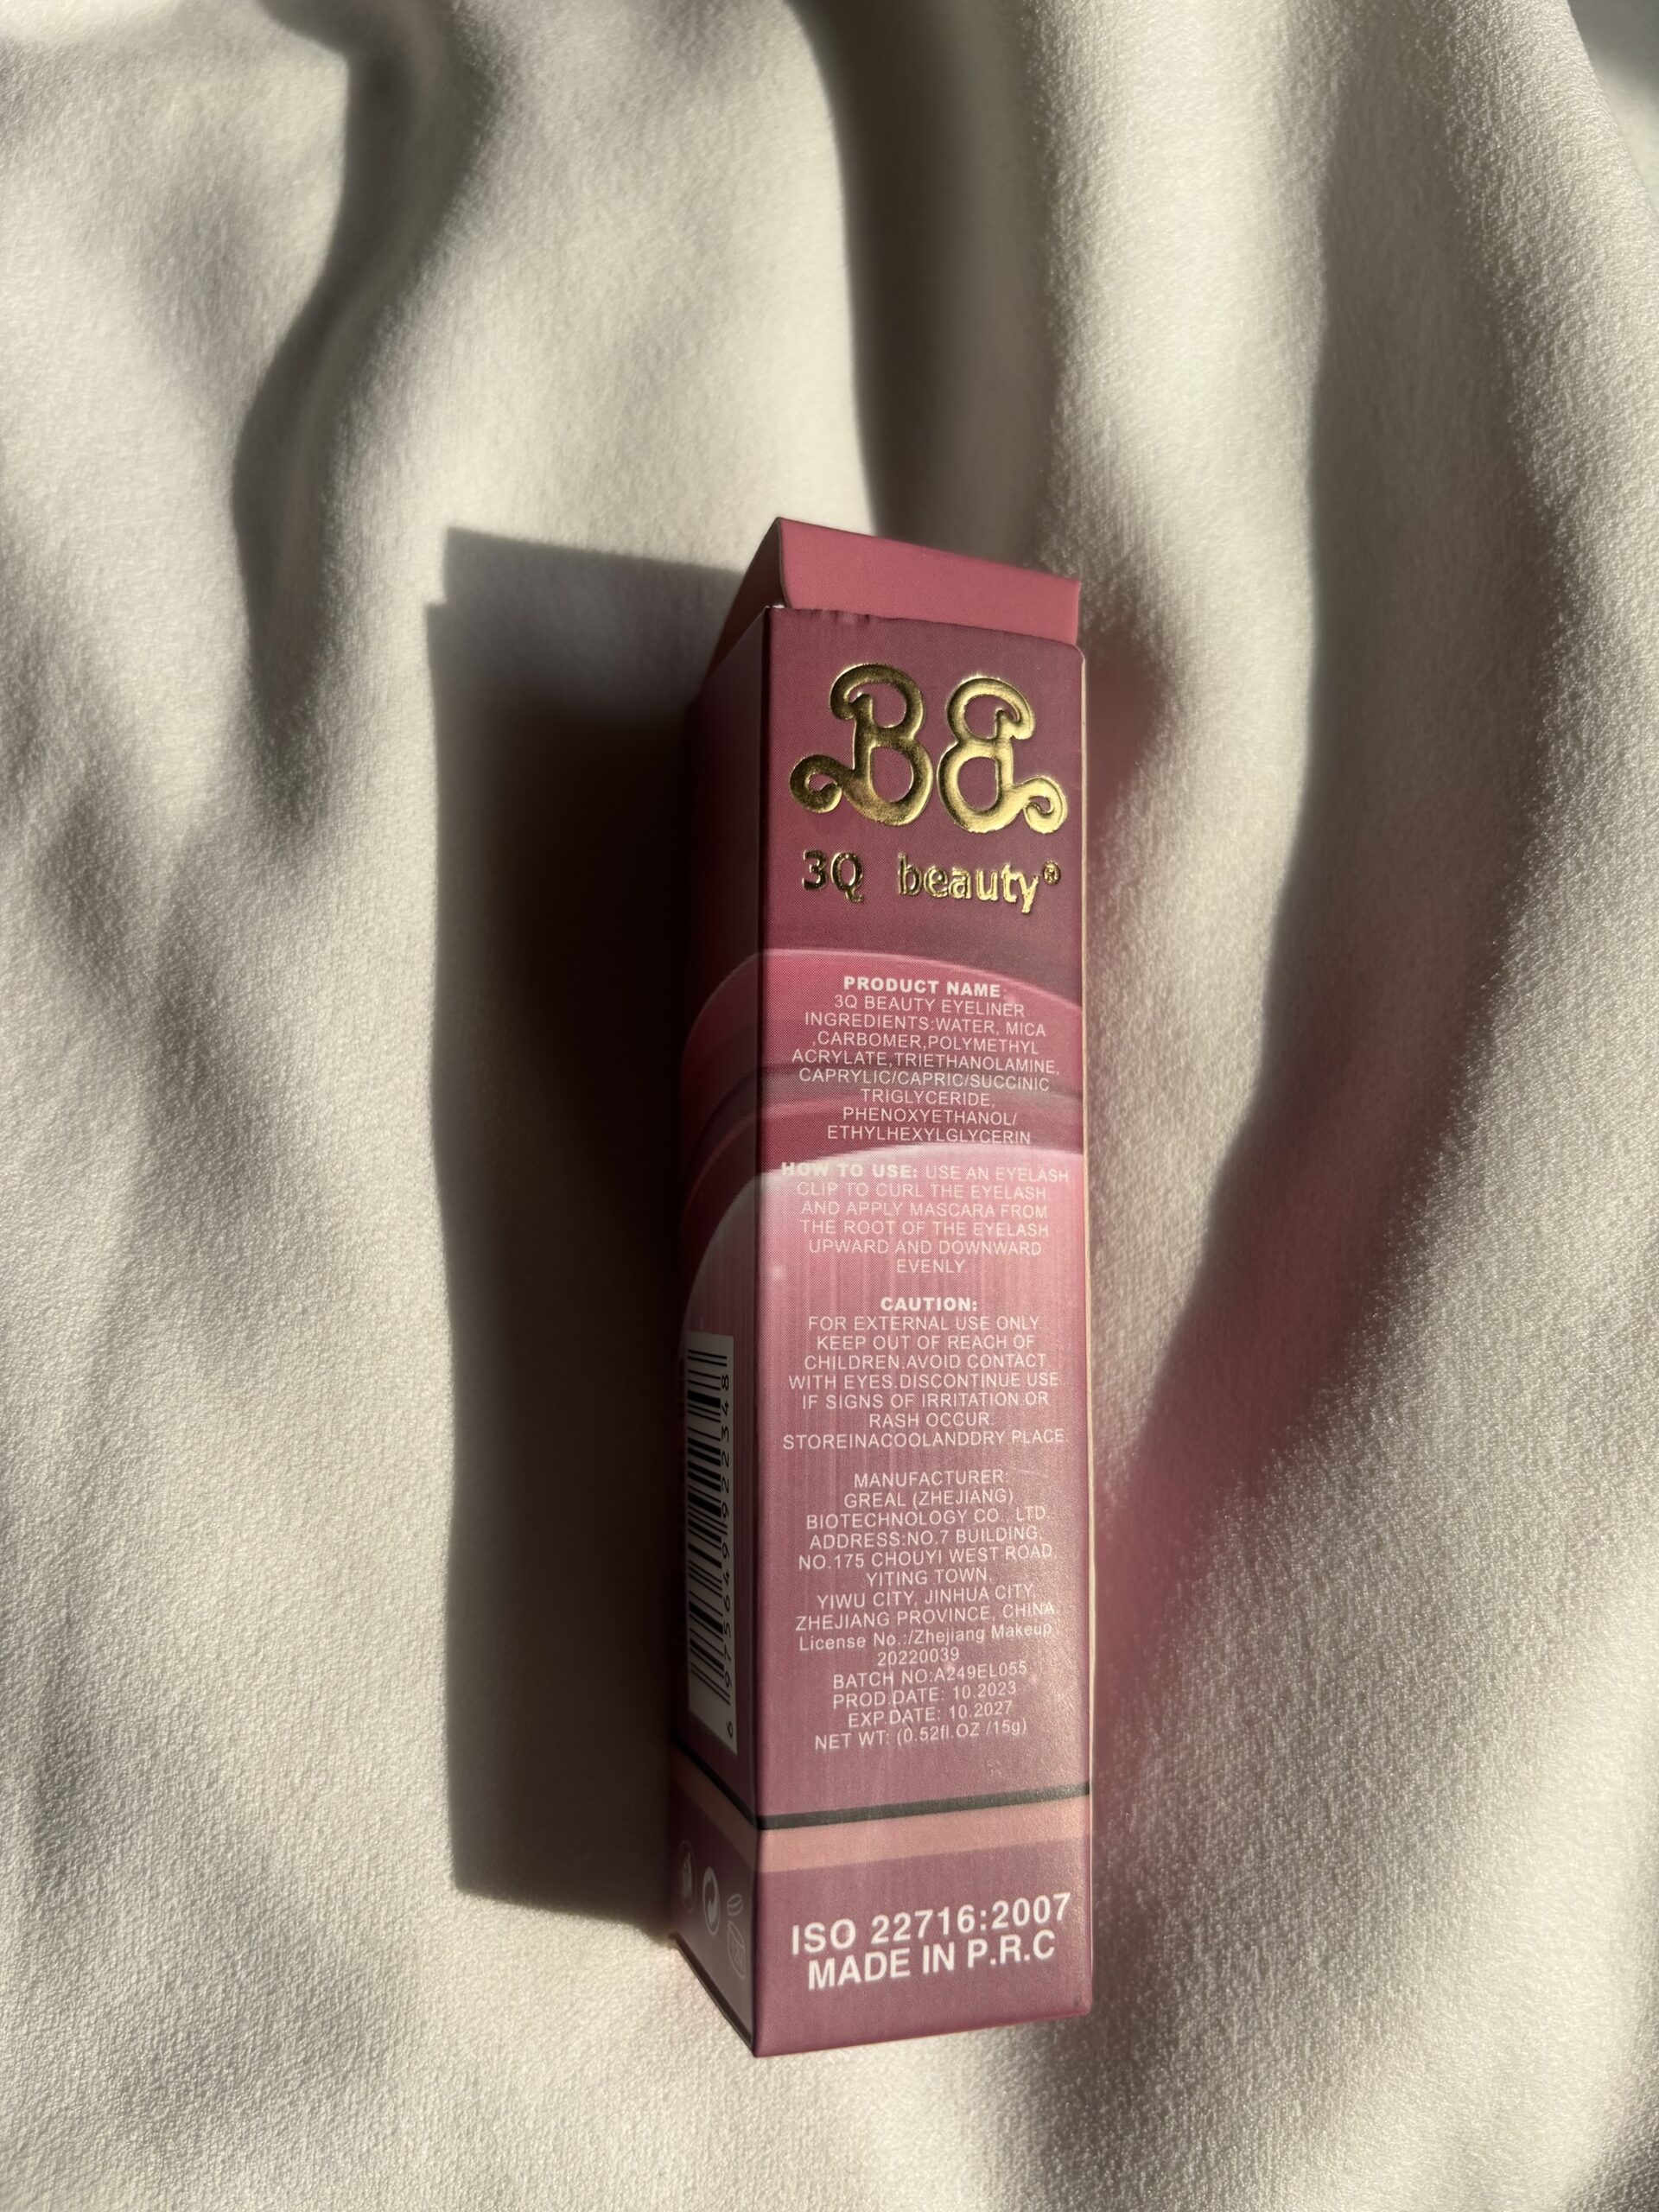 BB
3Q beauty®
PRODUCT NAME
3Q BEAUTY EYELINER
INGREDIENTS:WATER, MICA
,CARBOMER,POLYMETHYL
ACRYLATE,TRIETHANOLAMINE,
CAPRYLIC/CAPRIC/SUCCINIC
TRIGLYCERIDE,
PHENOXYETHANOL/
ETHYLHEXYLGLYCERIN
HOW TO USE: USE AN EYELASH
CLIP TO CURL THE EYELASH,
AND APPLY MASCARA FROM
THE ROOT OF THE EYELASH
UPWARD AND DOWNWARD
EVENLY.
CAUTION:
FOR EXTERNAL USE ONLY.
KEEP OUT OF REACH OF
CHILDREN.AVOID CONTACT
WITH EYES.DISCONTINUE USE
IF SIGNS OF IRRITATION OR
RASH OCCUR.
STOREINACOOLANDDRY PLACE.
MANUFACTURER:
GREAL (ZHEJIANG)
BIOTECHNOLOGY CO., LTD.
ADDRESS:NO.7 BUILDING,
NO.175 CHOUYI WEST ROAD,
YITING TOWN,
YIWU CITY, JINHUA CITY,
ZHEJIANG PROVINCE, CHINA
License No.:/Zhejiang Makeup
20220039
BATCH NO:A249EL055
PROD.DATE: 10.2023
EXP.DATE: 10.2027
NET WT: (0.52fl.OZ /15g)
ISO 22716:2007
MADE IN P.R.C
6 975649 922348